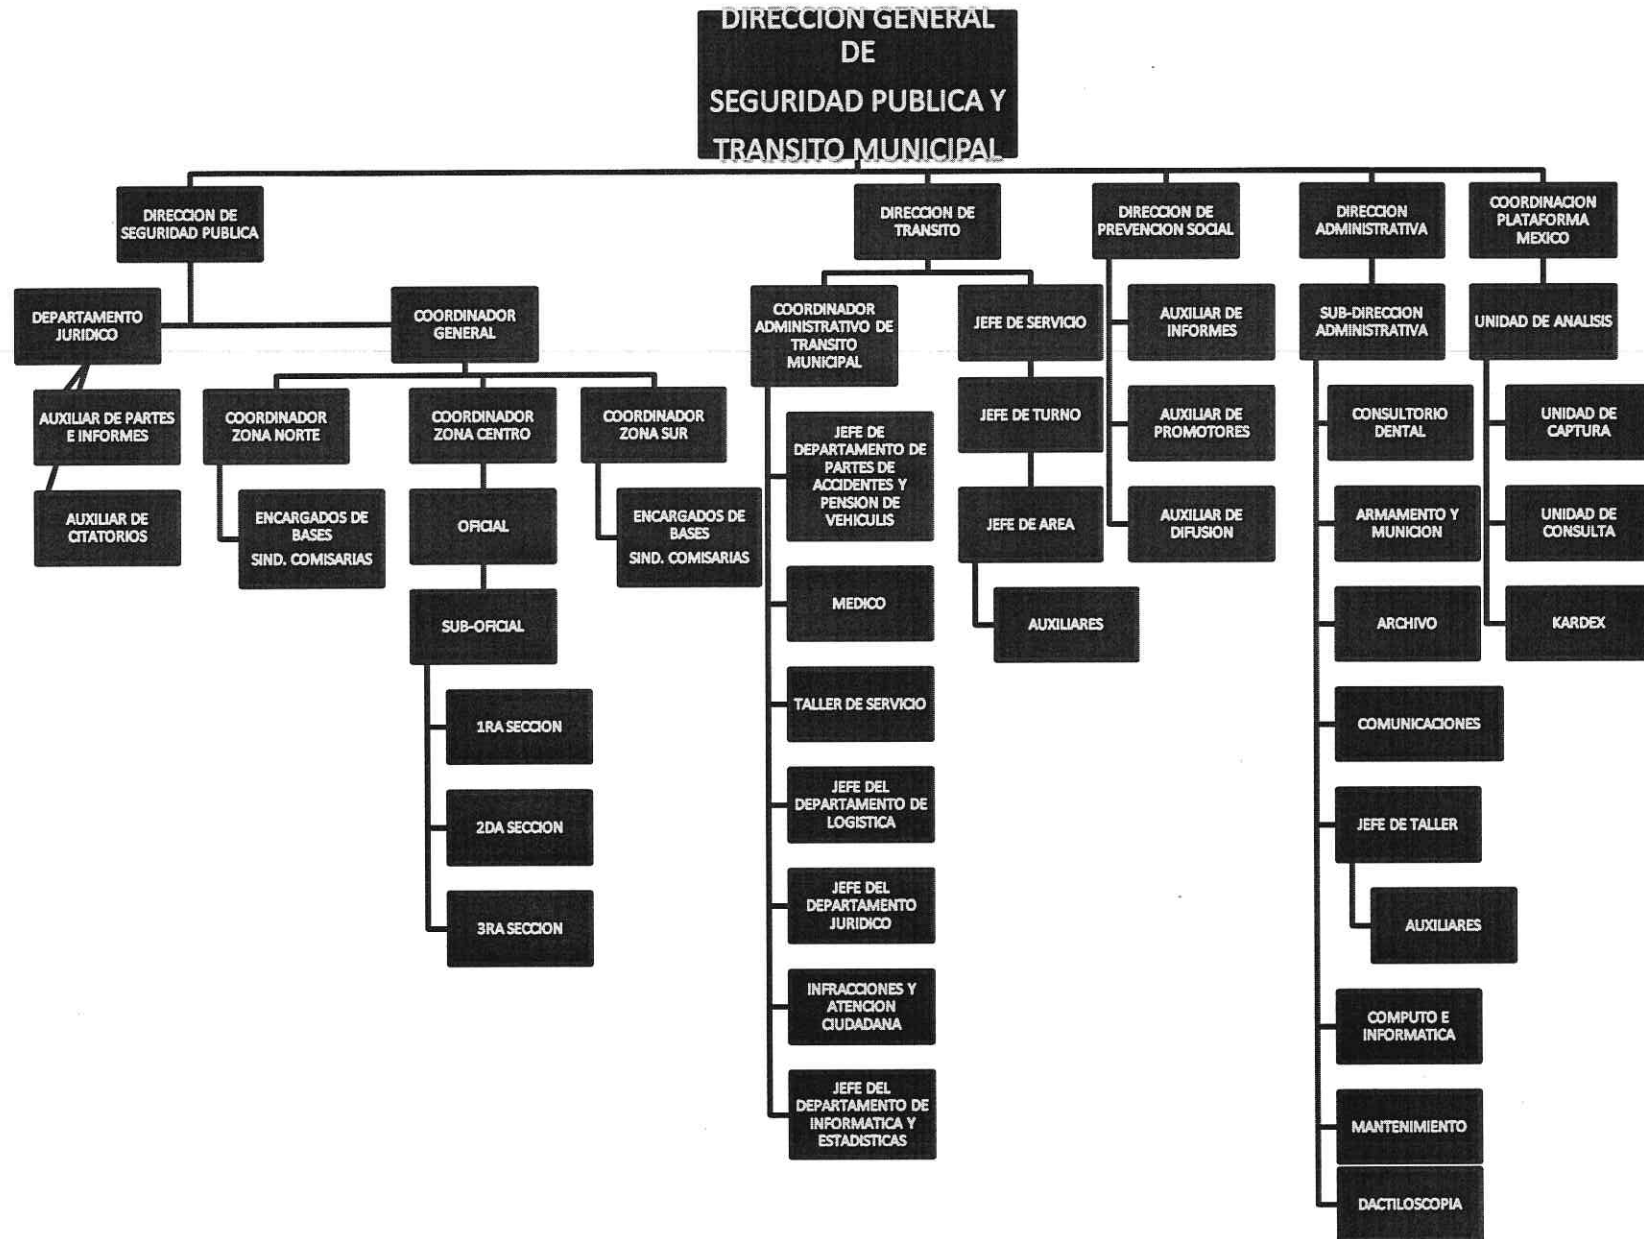 DIRECCION GENERAL
DE
SEGURIDAD PUBLICA Y
TRANSITO MUNICIPAL
DIRECCION DE
SEGURIDAD PUBLICA
DIRECCION DE
TRANSITO
DIRECCION DE
PREVENCION SOCIAL
DIRECCION
ADMINISTRATIVA
COORDINACION
PLATAFORMA
MEXICO
DEPARTAMENTO
JURIDICO
COORDINADOR
GENERAL
COORDINADOR
ADMINISTRATIVO DE
TRANSITO
MUNICIPAL
JEFE DE SERVICIO
AUXILIAR DE
INFORMES
SUB-DIRECCION
ADMINISTRATIVA
UNIDAD DE ANALISIS
AUXILIAR DE PARTES
E INFORMES
COORDINADOR
ZONA NORTE
COORDINADOR
ZONA CENTRO
COORDINADOR
ZONA SUR
JEFE DE
DEPARTAMENTO DE
PARTES DE
ACCIDENTES Y
PENSION DE
VEHICULIS
JEFE DE TURNO
AUXILIAR DE
PROMOTORES
CONSULTORIO
DENTAL
UNIDAD DE
CAPTURA
AUXILIAR DE
CITATORIOS
ENCARGADOS DE
BASES
SIND. COMISARIAS
OFICIAL
ENCARGADOS DE
BASES
SIND. COMISARIAS
JEFE DE AREA
AUXILIAR DE
DIFUSION
ARMAMENTO Y
MUNICION
UNIDAD DE
CONSULTA
SUB-OFICIAL
MEDICO
AUXILIARES
ARCHIVO
KARDEX
1RA SECCION
TALLER DE SERVICIO
COMUNICACIONES
2DA SECCION
JEFE DEL
DEPARTAMENTO DE
LOGISTICA
JEFE DE TALLER
3RA SECCION
JEFE DEL
DEPARTAMENTO
JURIDICO
AUXILIARES
INFRACCIONES Y
ATENCION
CIUDADANA
COMPUTO E
INFORMATICA
JEFE DEL
DEPARTAMENTO DE
INFORMATICA Y
ESTADISTICAS
MANTENIMIENTO
DACTILOSCOPIA